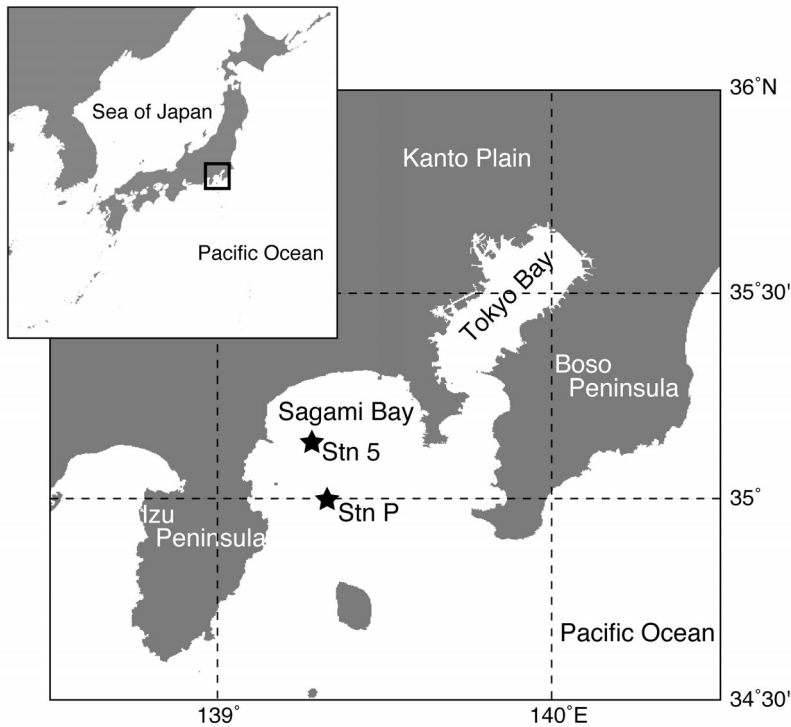 Sea of Japan
Pacific Ocean
36°N
Kanto Plain
Tokyo Bay
35°30'
Boso
Peninsula
Sagami Bay
Stn 5
35°
Stn P
Izu
Peninsula
Pacific Ocean
34°30'
139°
140°E